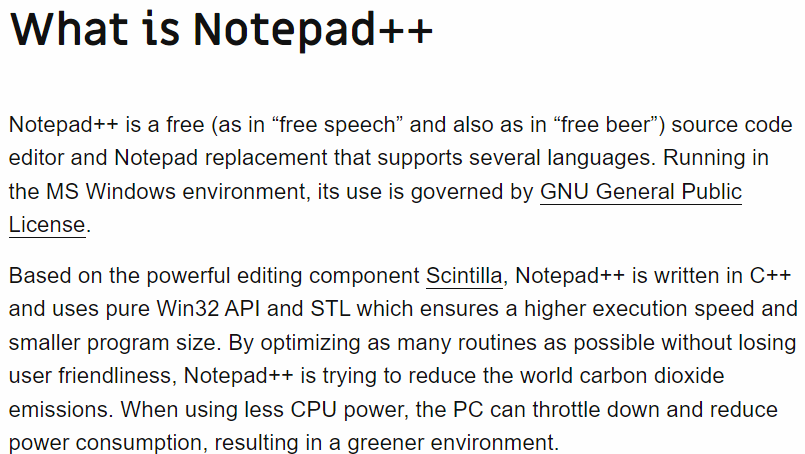 What is Notepad++
Notepad++ is a free (as in “free speech” and also as in “free beer”) source code
editor and Notepad replacement that supports several languages. Running in
the MS Windows environment, its use is governed by GNU General Public
License.
Based on the powerful editing component Scintilla, Notepad++ is written in C++
and uses pure Win32 API and STL which ensures a higher execution speed and
smaller program size. By optimizing as many routines as possible without losing
user friendliness, Notepad++ is trying to reduce the world carbon dioxide
emissions. When using less CPU power, the PC can throttle down and reduce
power consumption, resulting in a greener environment.